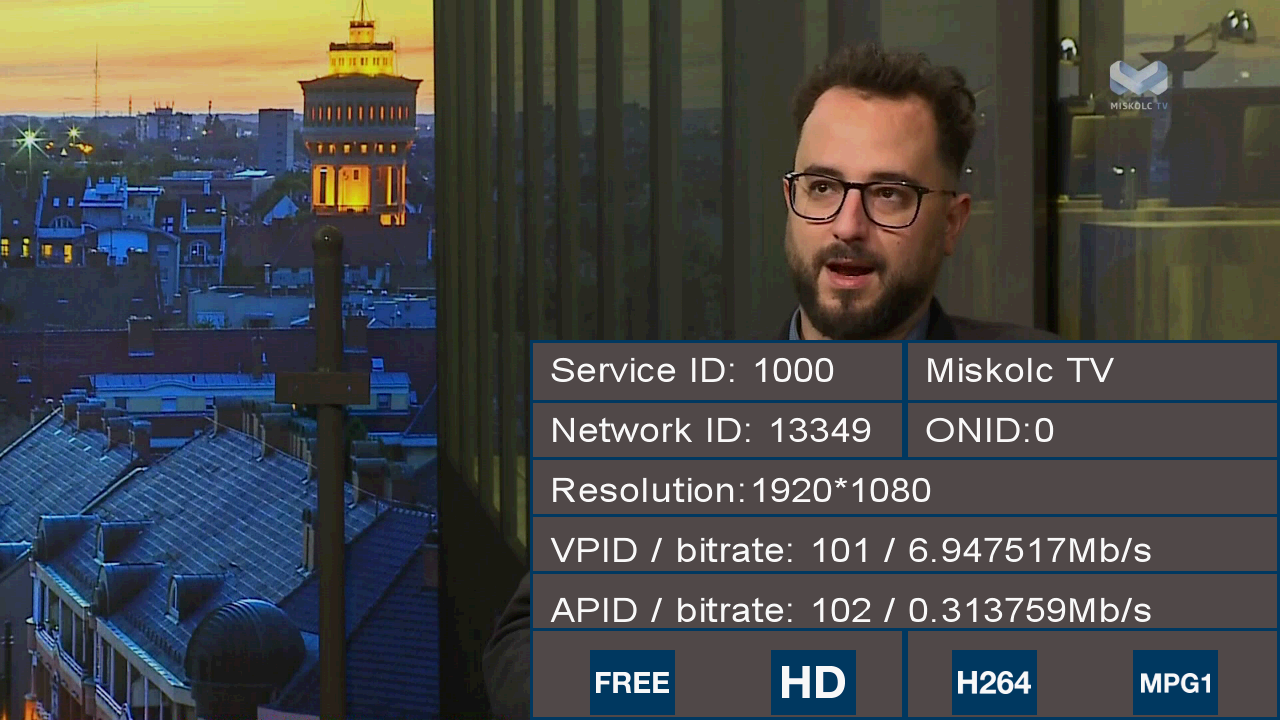 MISKOLC TV
Service ID: 1000
Miskolc TV
Network ID: 13349
ONID:0
Resolution:1920*1080
VPID / bitrate: 101 / 6.947517Mb/s
APID / bitrate: 102 / 0.313759Mb/s
FREE
HD
H264
MPG1